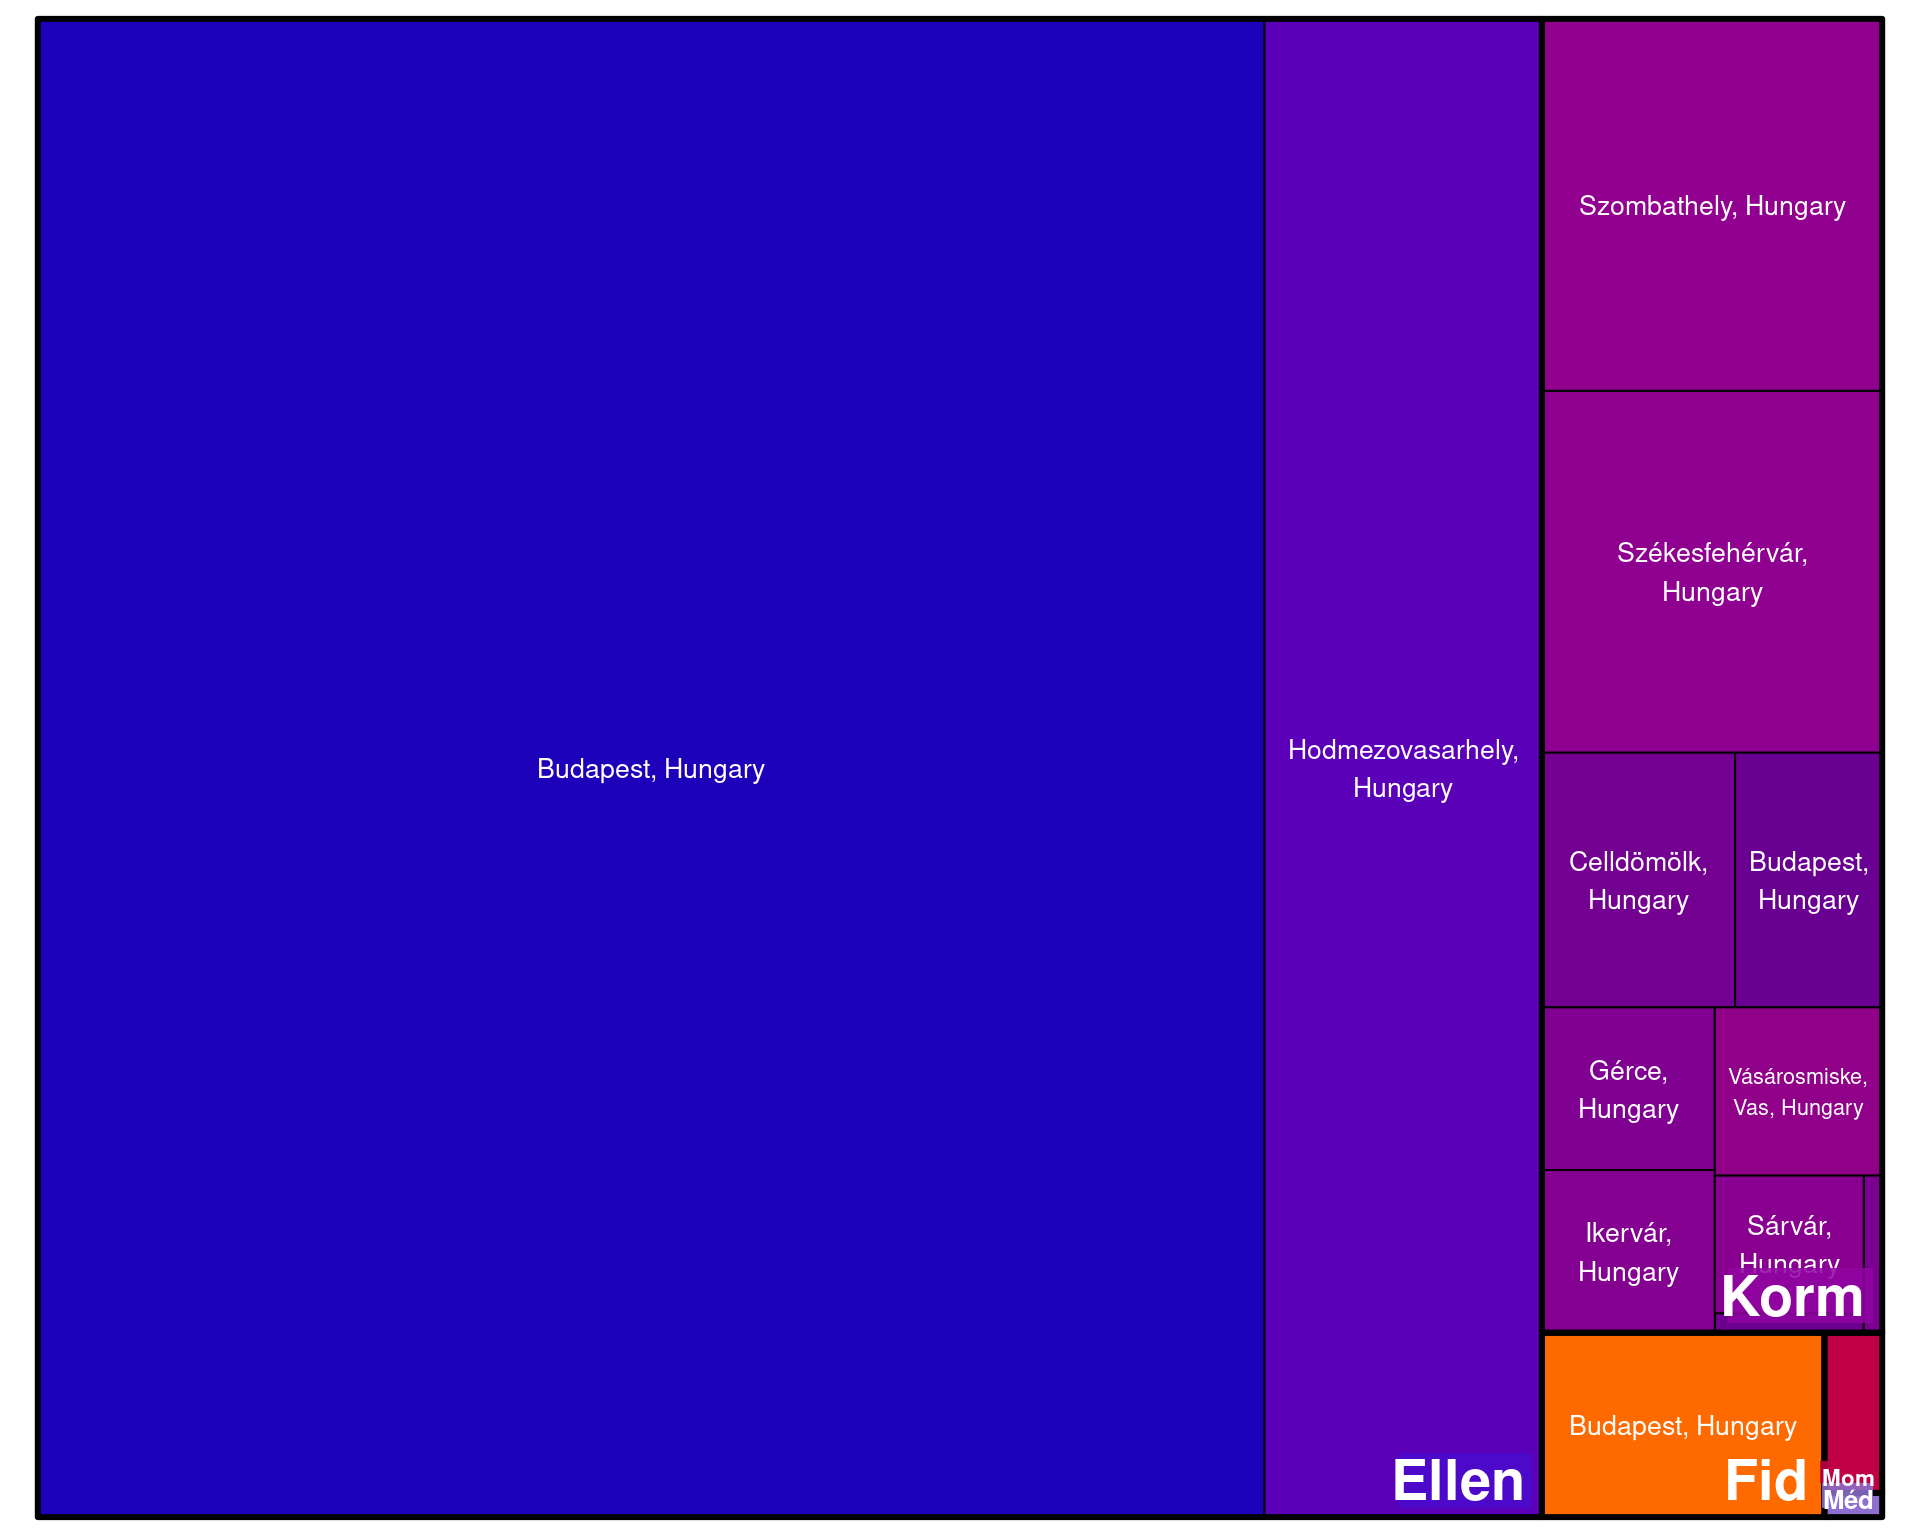 Budapest, Hungary
Hodmezovasarhely,
Hungary
Ellen
Szombathely, Hungary
Székesfehérvár,
Hungary
Celldömölk,
Hungary
Budapest,
Hungary
Gérce,
Hungary
Vásárosmiske,
Vas, Hungary
Ikervár,
Hungary
Sárvár,
Hungary
Korm
Budapest, Hungary
Fid
Mom
Méd